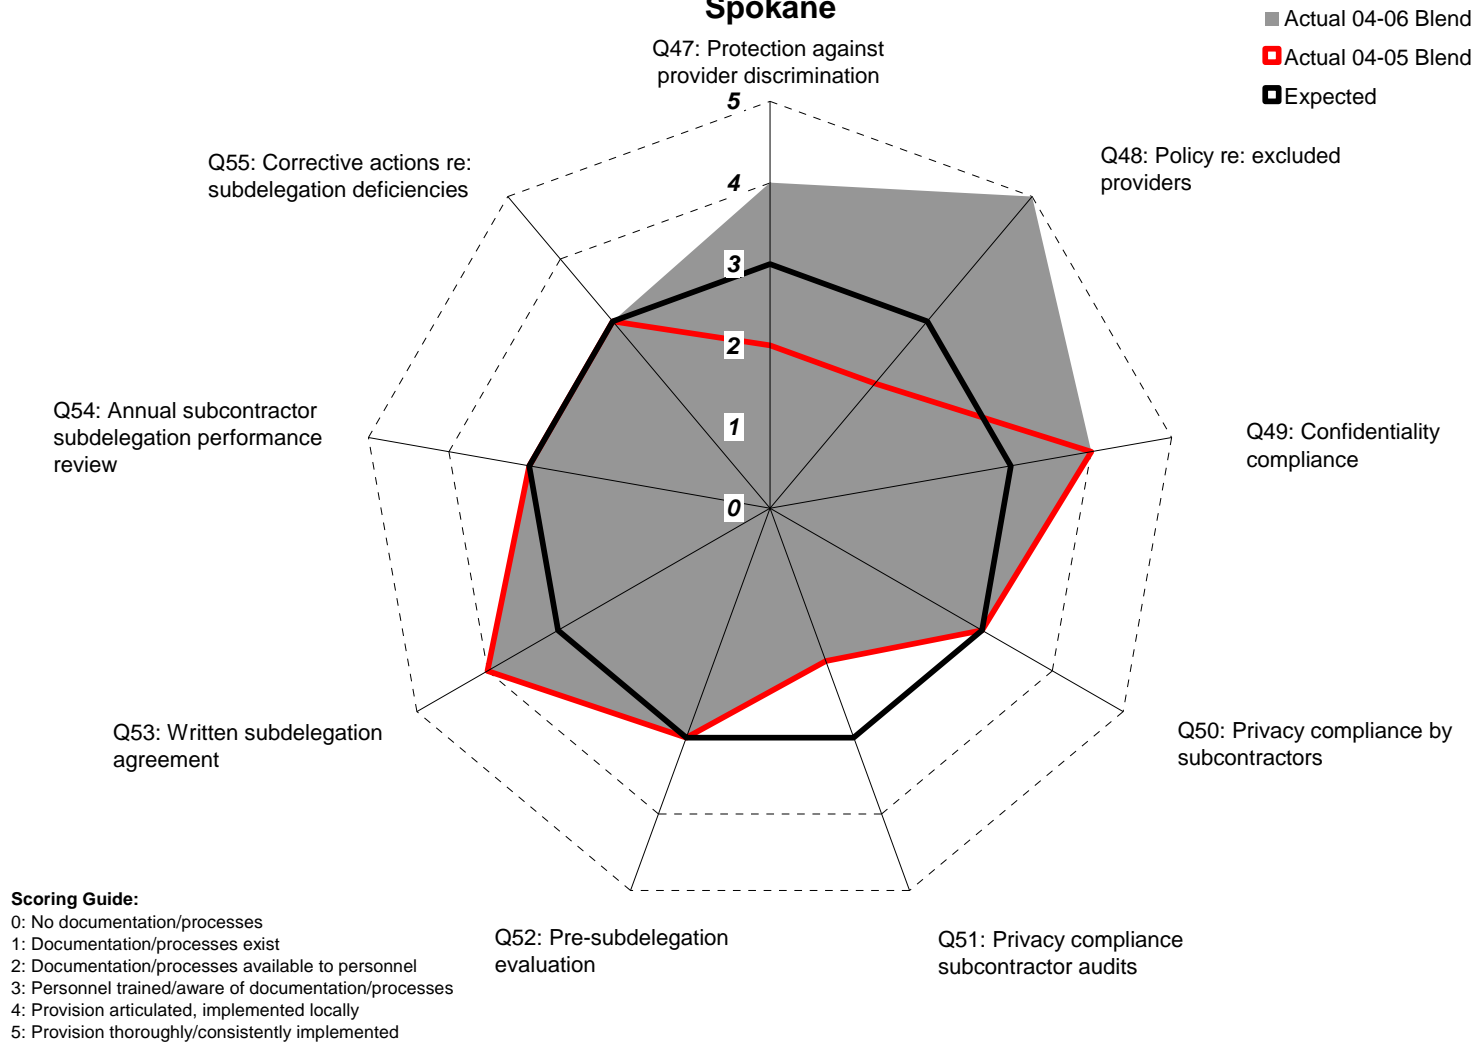 Spokane
Actual 04-06 Blend
Actual 04-05 Blend
Expected
Q47: Protection against
provider discrimination
Q48: Policy re: excluded
providers
Q49: Confidentiality
compliance
Q50: Privacy compliance by
subcontractors
Q51: Privacy compliance
subcontractor audits
Q52: Pre-subdelegation
evaluation
Q53: Written subdelegation
agreement
Q54: Annual subcontractor
subdelegation performance
review
Q55: Corrective actions re:
subdelegation deficiencies
5
4
3
2
1
0
Scoring Guide:
0: No documentation/processes
1: Documentation/processes exist
2: Documentation/processes available to personnel
3: Personnel trained/aware of documentation/processes
4: Provision articulated, implemented locally
5: Provision thoroughly/consistently implemented